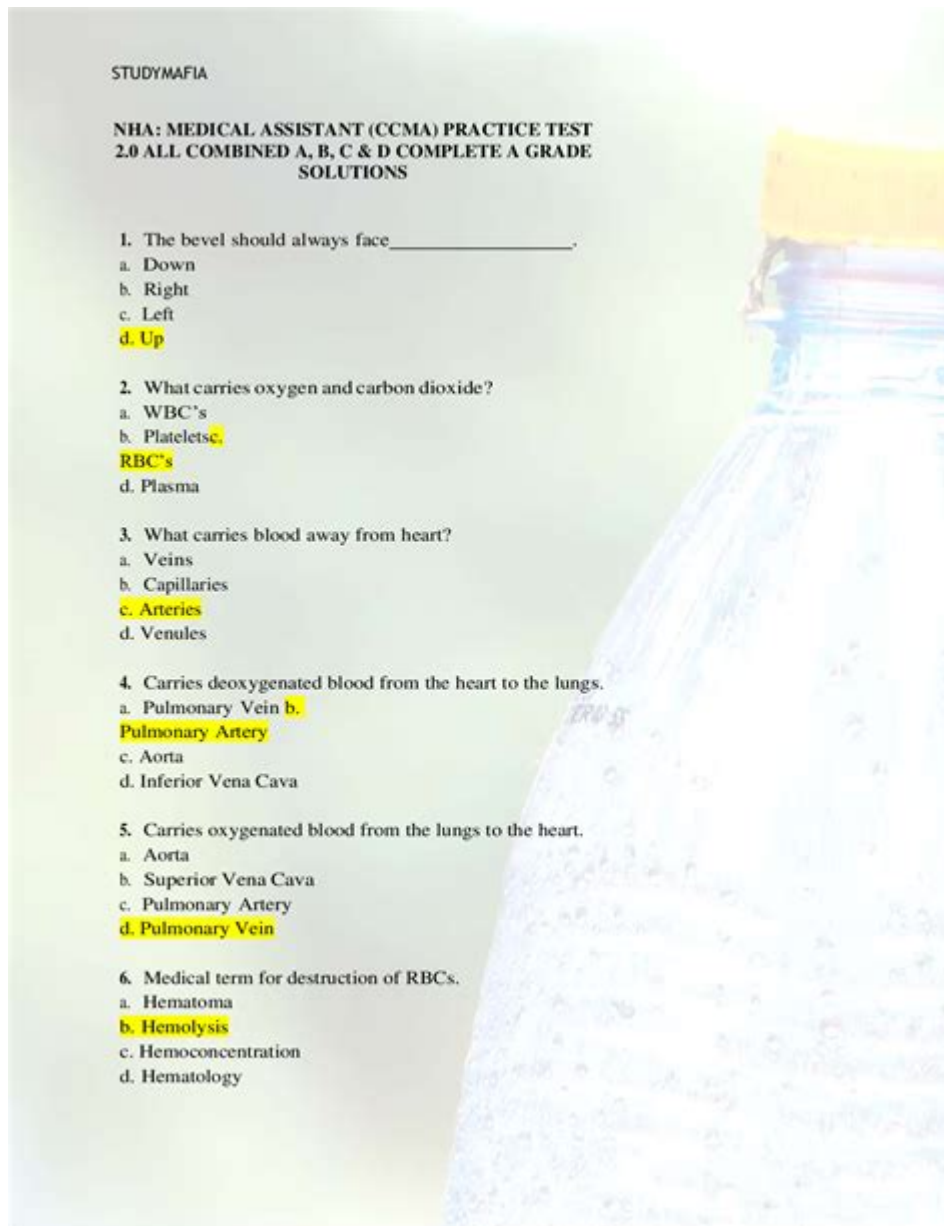 STUDYMAFIA
NHA: MEDICAL ASSISTANT (CCMA) PRACTICE TEST
2.0 ALL COMBINED A, B, C & D COMPLETE A GRADE
SOLUTIONS
1. The bevel should always face____________________.
a. Down
b. Right
c. Left
d. Up
2. What carries oxygen and carbon dioxide?
a. WBC's
b. Plateletsc.
RBC's
d. Plasma
3. What carries blood away from heart?
a. Veins
b. Capillaries
c. Arteries
d. Venules
4. Carries deoxygenated blood from the heart to the lungs.
a. Pulmonary Vein b.
Pulmonary Artery
c. Aorta
d. Inferior Vena Cava
5. Carries oxygenated blood from the lungs to the heart.
a. Aorta
b. Superior Vena Cava
c. Pulmonary Artery
d. Pulmonary Vein
6. Medical term for destruction of RBCs.
a. Hematoma
b. Hemolysis
c. Hemoconcentration
d. Hematology